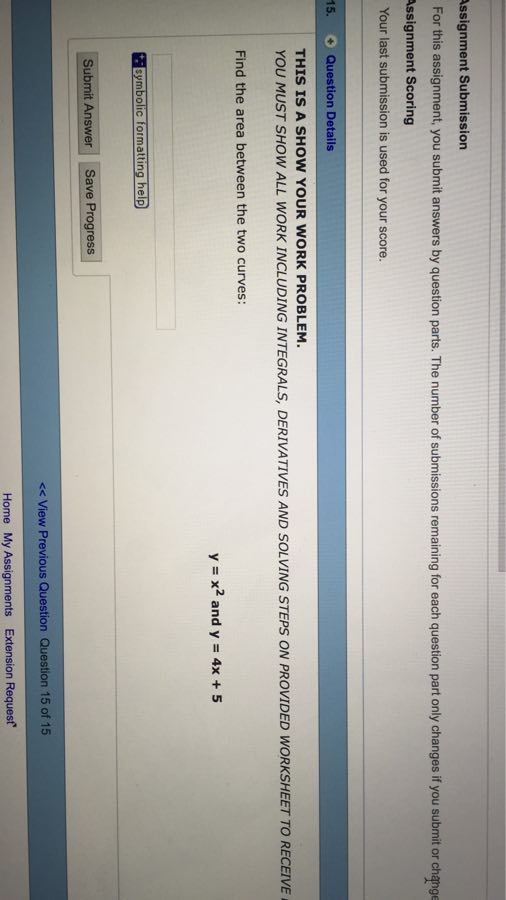 Assignment Submission
For this assignment, you submit answers by question parts. The number of submissions remaining for each question part only changes if you submit or change
Assignment Scoring
Your last submission is used for your score.
15. + Question Details
THIS IS A SHOW YOUR WORK PROBLEM.
YOU MUST SHOW ALL WORK INCLUDING INTEGRALS, DERIVATIVES AND SOLVING STEPS ON PROVIDED WORKSHEET TO RECEIVE
Find the area between the two curves:
y = x² and y = 4x + 5
symbolic formatting help
Submit Answer Save Progress
<< View Previous Question Question 15 of 15
Home My Assignments Extension Request